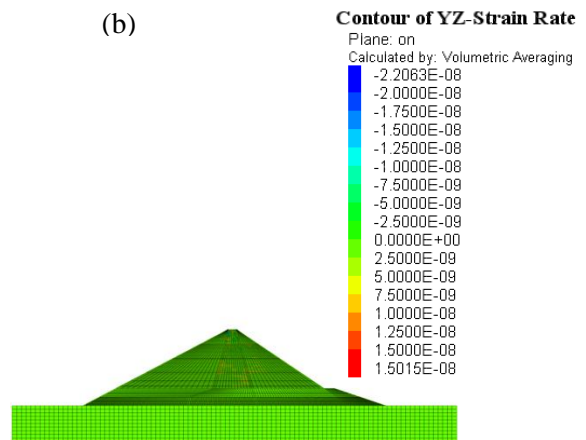 (b)
Contour of YZ-Strain Rate
Plane: on
Calculated by: Volumetric Averaging
-2.2063E-08
-2.0000E-08
-1.7500E-08
-1.5000E-08
-1.2500E-08
-1.0000E-08
-7.5000E-09
-5.0000E-09
-2.5000E-09
0.0000E+00
2.5000E-09
5.0000E-09
7.5000E-09
1.0000E-08
1.2500E-08
1.5000E-08
1.5015E-08